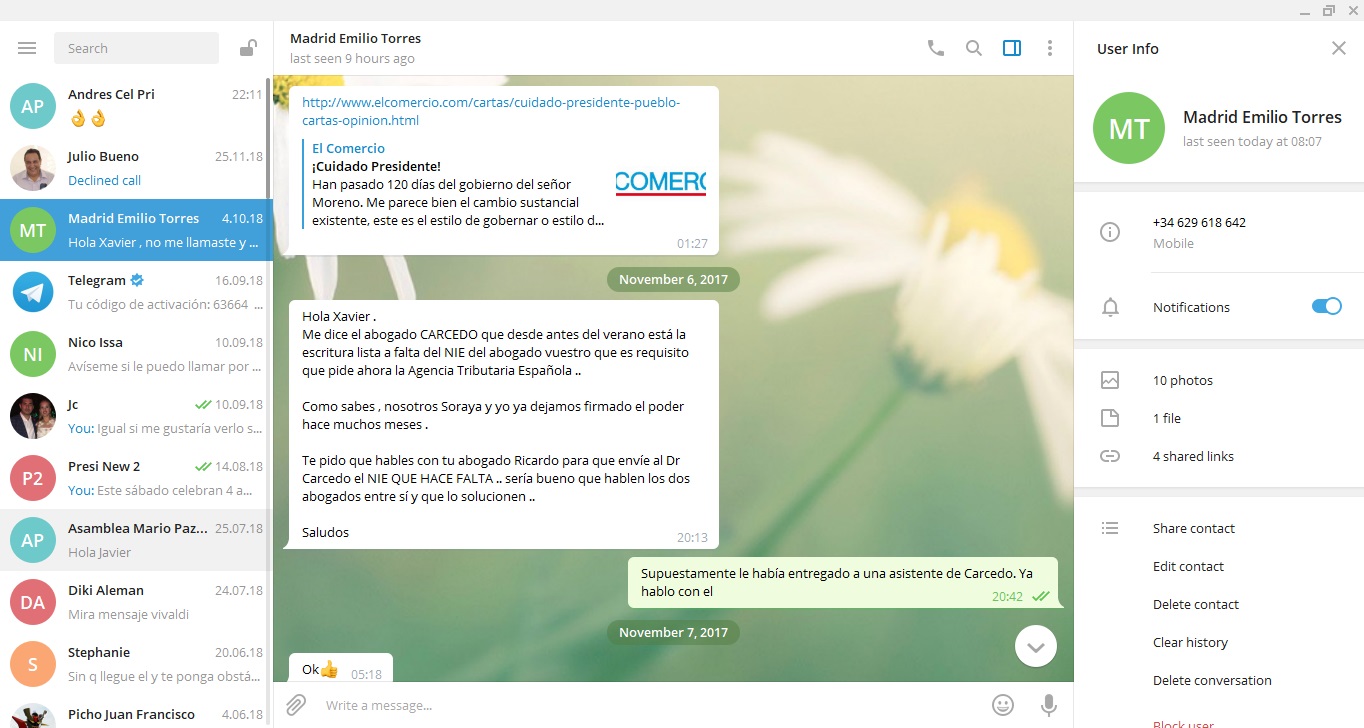 Search
AP
Andres Cel Pri
22:11
👌👌
Julio Bueno
25.11.18
Declined call
MT
Madrid Emilio Torres
4.10.18
Hola Xavier , no me llamaste y ...
Telegram
16.09.18
Tu código de activación: 63664 ...
NI
Nico Issa
10.09.18
Avíseme si le puedo llamar por ...
Jc
10.09.18
You: Igual si me gustaría verlo s...
P2
Presi New 2
14.08.18
You: Este sábado celebran 4 a...
AP
Asamblea Mario Paz...
25.07.18
Hola Javier
DA
Diki Aleman
24.07.18
Mira mensaje vivaldi
S
Stephanie
20.06.18
Sin q llegue el y te ponga obstá...
Picho Juan Francisco
4.06.18
Madrid Emilio Torres
last seen 9 hours ago
http://www.elcomercio.com/cartas/cuidado-presidente-pueblo-
cartas-opinion.html
El Comercio
¡Cuidado Presidente!
Han pasado 120 días del gobierno del señor
Moreno. Me parece bien el cambio sustancial
existente, este es el estilo de gobernar o estilo d...
COMERC
01:27
November 6, 2017
Hola Xavier .
Me dice el abogado CARCEDO que desde antes del verano está la
escritura lista a falta del NIE del abogado vuestro que es requisito
que pide ahora la Agencia Tributaria Española ..
Como sabes , nosotros Soraya y yo ya dejamos firmado el poder
hace muchos meses .
Te pido que hables con tu abogado Ricardo para que envíe al Dr
Carcedo el NIE QUE HACE FALTA .. sería bueno que hablen los dos
abogados entre sí y que lo solucionen ..
Saludos
20:13
Supuestamente le había entregado a una asistente de Carcedo. Ya
hablo con el
20:42
November 7, 2017
Ok👍
05:18
Write a message...
User Info
MT
Madrid Emilio Torres
last seen today at 08:07
+34 629 618 642
Mobile
Notifications
10 photos
1 file
4 shared links
Share contact
Edit contact
Delete contact
Clear history
Delete conversation
Block user